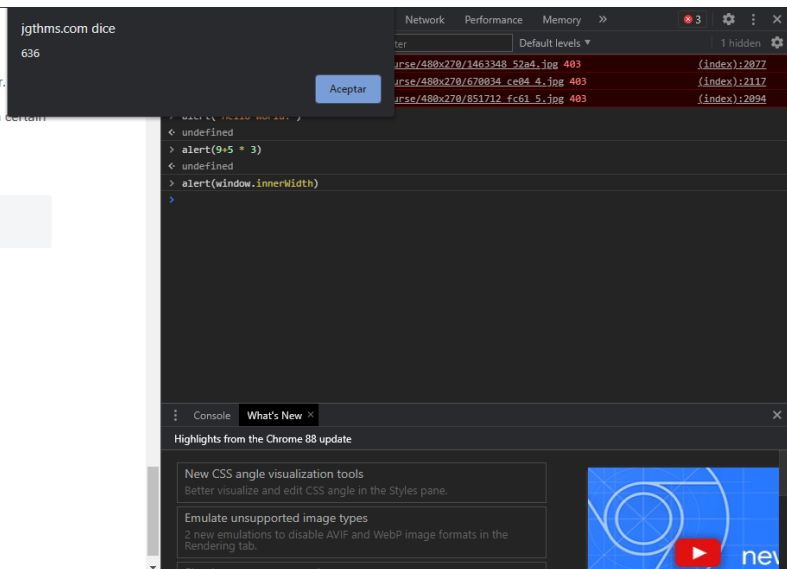 jgthms.com dice
636
Aceptar
Network Performance Memory »
3
Default levels ▼
1 hidden
urse/480x270/1463348_52a4.jpg 403 (index):2077
urse/480x270/670034_ce04_4.jpg 403 (index):2117
urse/480x270/851712_fc61_5.jpg 403 (index):2094
certain
< undefined
> alert(9+5 * 3)
< undefined
> alert(window.innerWidth)
>
Console What's New ×
Highlights from the Chrome 88 update
New CSS angle visualization tools
Better visualize and edit CSS angle in the Styles pane.
Emulate unsupported image types
2 new emulations to disable AVIF and WebP image formats in the
Rendering tab.
new